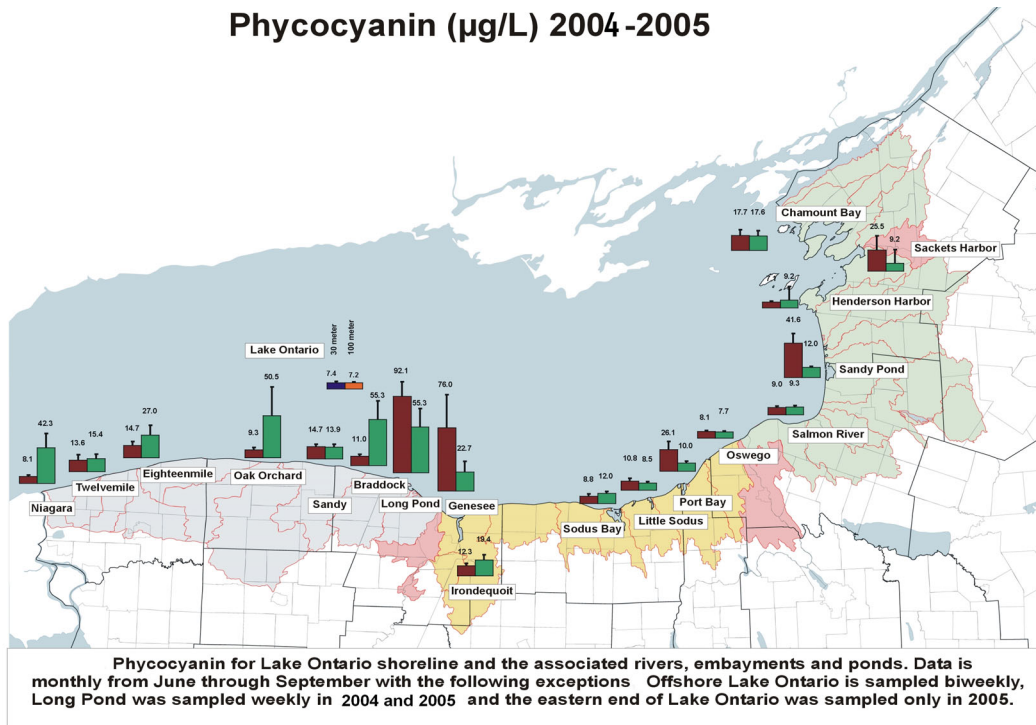 Phycocyanin (µg/L) 2004-2005
Chamount Bay
17.7 17.6
25.5
9.2
Sackets Harbor
9.2
Henderson Harbor
41.6
12.0
Sandy Pond
9.0 9.3
Salmon River
Lake Ontario
30 meter
100 meter
7.4 7.2
8.1
42.3
Niagara
13.6 15.4
Twelvemile
14.7
27.0
Eighteenmile
9.3
50.5
Oak Orchard
14.7 13.9
Sandy
11.0
55.3
Braddock
92.1
55.3
Long Pond
76.0
22.7
Genesee
12.3
19.4
Irondequoit
8.8 12.0
Sodus Bay
10.8 8.5
Little Sodus
26.1
10.0
Port Bay
8.1 7.7
Oswego
Phycocyanin for Lake Ontario shoreline and the associated rivers, embayments and ponds. Data is
monthly from June through September with the following exceptions Offshore Lake Ontario is sampled biweekly,
Long Pond was sampled weekly in 2004 and 2005 and the eastern end of Lake Ontario was sampled only in 2005.